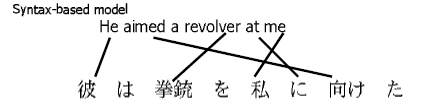 Syntax-based model
He aimed a revolver at me
彼 は 拳銃 を 私 に 向け た